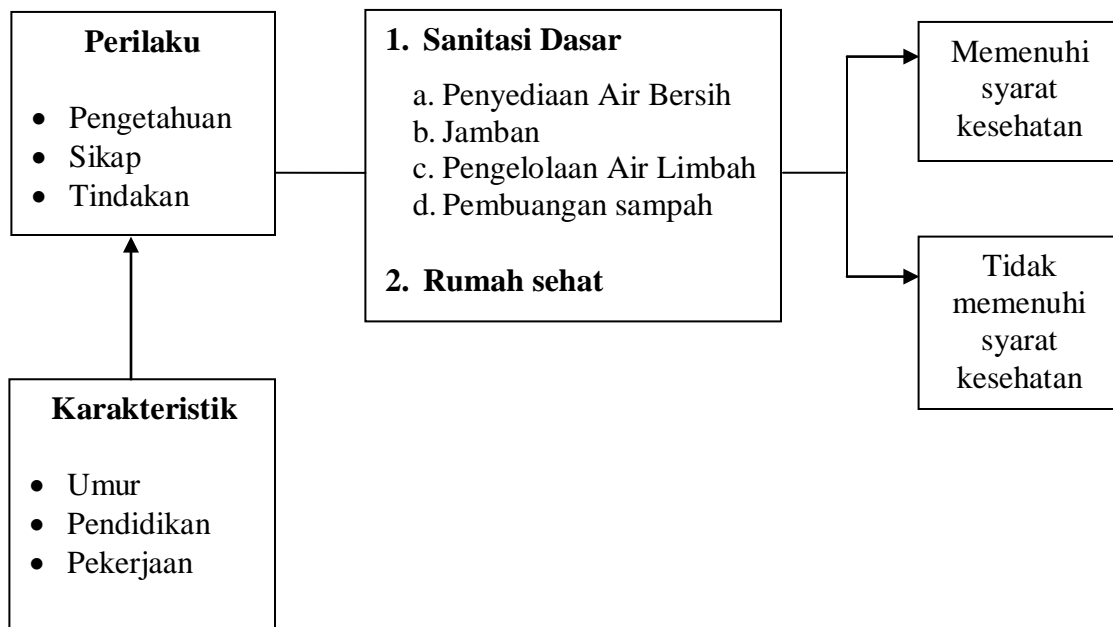 Perilaku
• Pengetahuan
• Sikap
• Tindakan
1. Sanitasi Dasar
a. Penyediaan Air Bersih
b. Jamban
c. Pengelolaan Air Limbah
d. Pembuangan sampah
2. Rumah sehat
Memenuhi
syarat
kesehatan
Tidak
memenuhi
syarat
kesehatan
Karakteristik
• Umur
• Pendidikan
• Pekerjaan